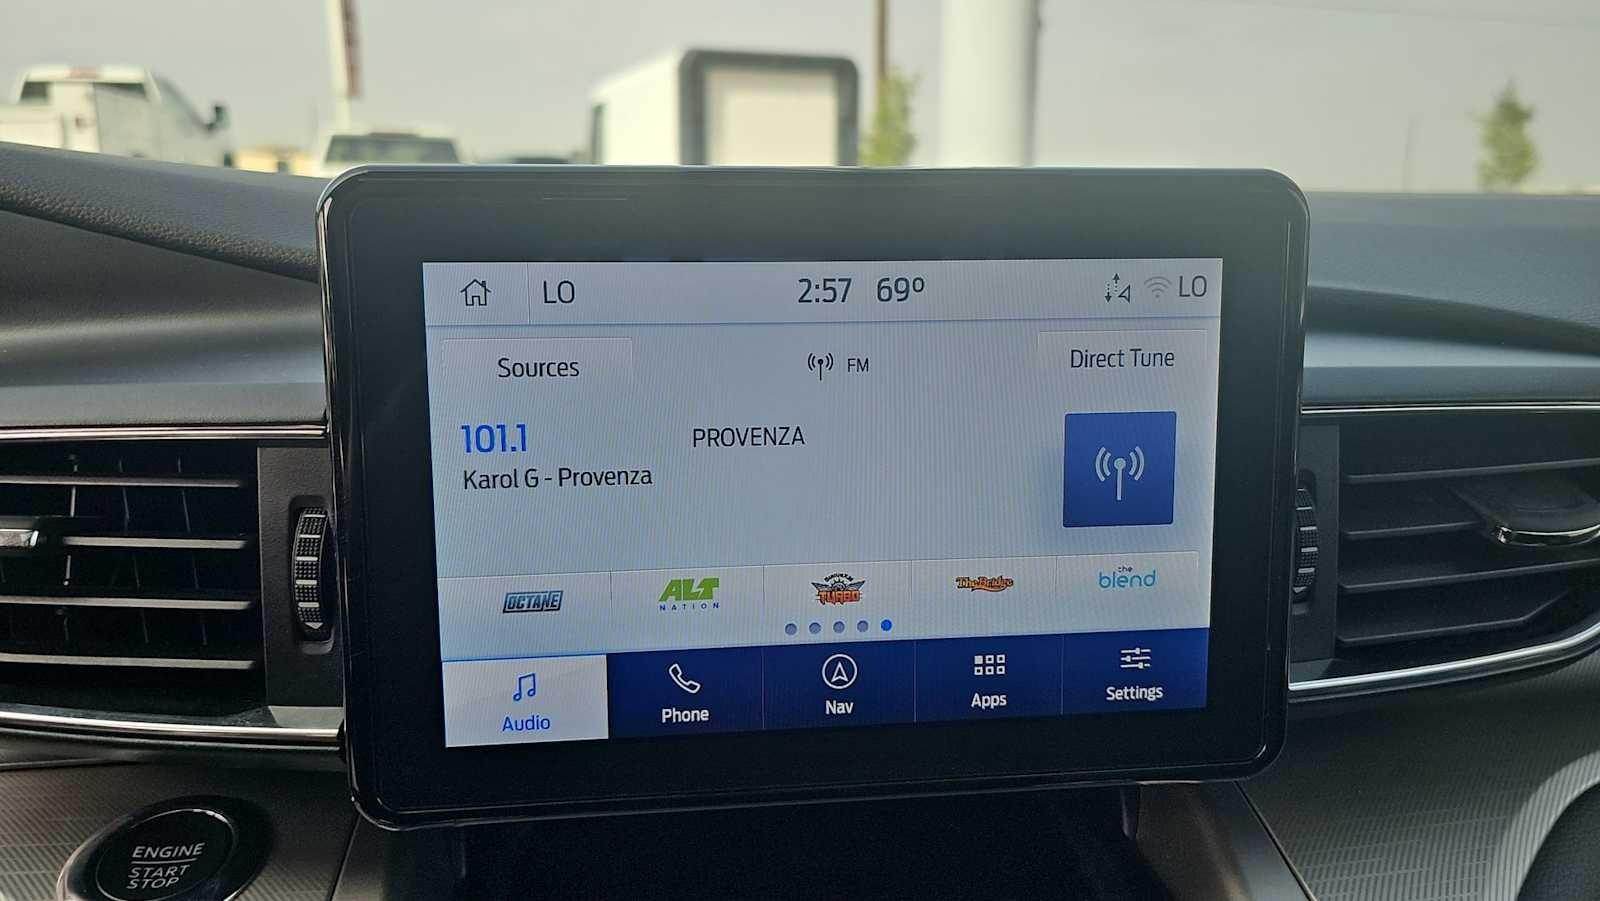 LO 2:57 69° LO
Sources FM Direct Tune
101.1 PROVENZA
Karol G - Provenza
OCTANE ALT NATION TURBO The Bridge the blend
Audio Phone Nav Apps Settings
ENGINE
START
STOP